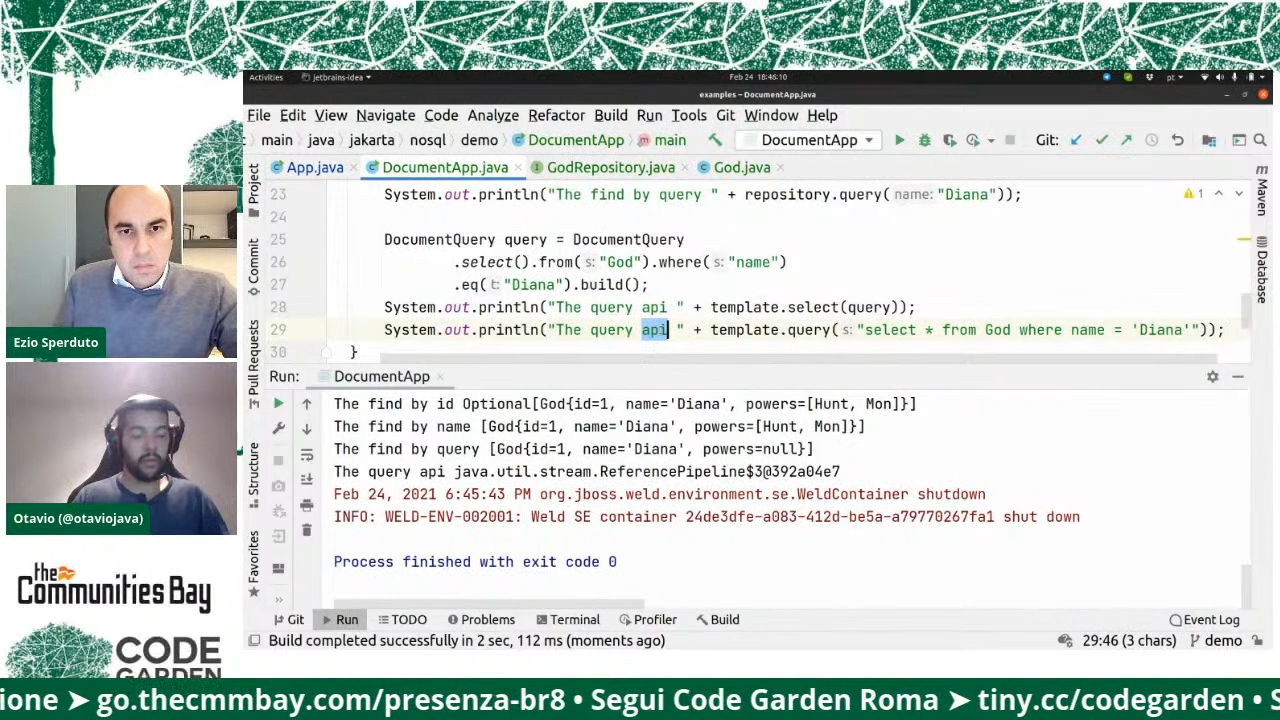 Activities
jetbrains-idea
Feb 24 18:46:10
pt
examples – DocumentApp.java
File Edit View Navigate Code Analyze Refactor Build Run Tools Git Window Help
main java jakarta nosql demo DocumentApp main DocumentApp Git:
App.java DocumentApp.java GodRepository.java God.java
23 System.out.println("The find by query " + repository.query( name: "Diana"));
24
25 DocumentQuery query = DocumentQuery
26 .select().from( s: "God").where( s: "name")
27 .eq( t: "Diana").build();
28 System.out.println("The query api " + template.select(query));
29 System.out.println("The query api " + template.query( s: "select * from God where name = 'Diana'"));
30 }
1
Project
Commit
Pull Requests
Structure
Favorites
Maven
Database
Run: DocumentApp
The find by id Optional[God{id=1, name='Diana', powers=[Hunt, Mon]}]
The find by name [God{id=1, name='Diana', powers=[Hunt, Mon]}]
The find by query [God{id=1, name='Diana', powers=null}]
The query api java.util.stream.ReferencePipeline$3@392a04e7
Feb 24, 2021 6:45:43 PM org.jboss.weld.environment.se.WeldContainer shutdown
INFO: WELD-ENV-002001: Weld SE container 24de3dfe-a083-412d-be5a-a79770267fa1 shut down
Process finished with exit code 0
Git Run TODO Problems Terminal Profiler Build Event Log
Build completed successfully in 2 sec, 112 ms (moments ago) 29:46 (3 chars) demo
Ezio Sperduto
Otavio (@otaviojava)
the
Communities Bay
CODE
GARDEN
ione ➤ go.thecmmbay.com/presenza-br8 • Segui Code Garden Roma ➤ tiny.cc/codegarden • S